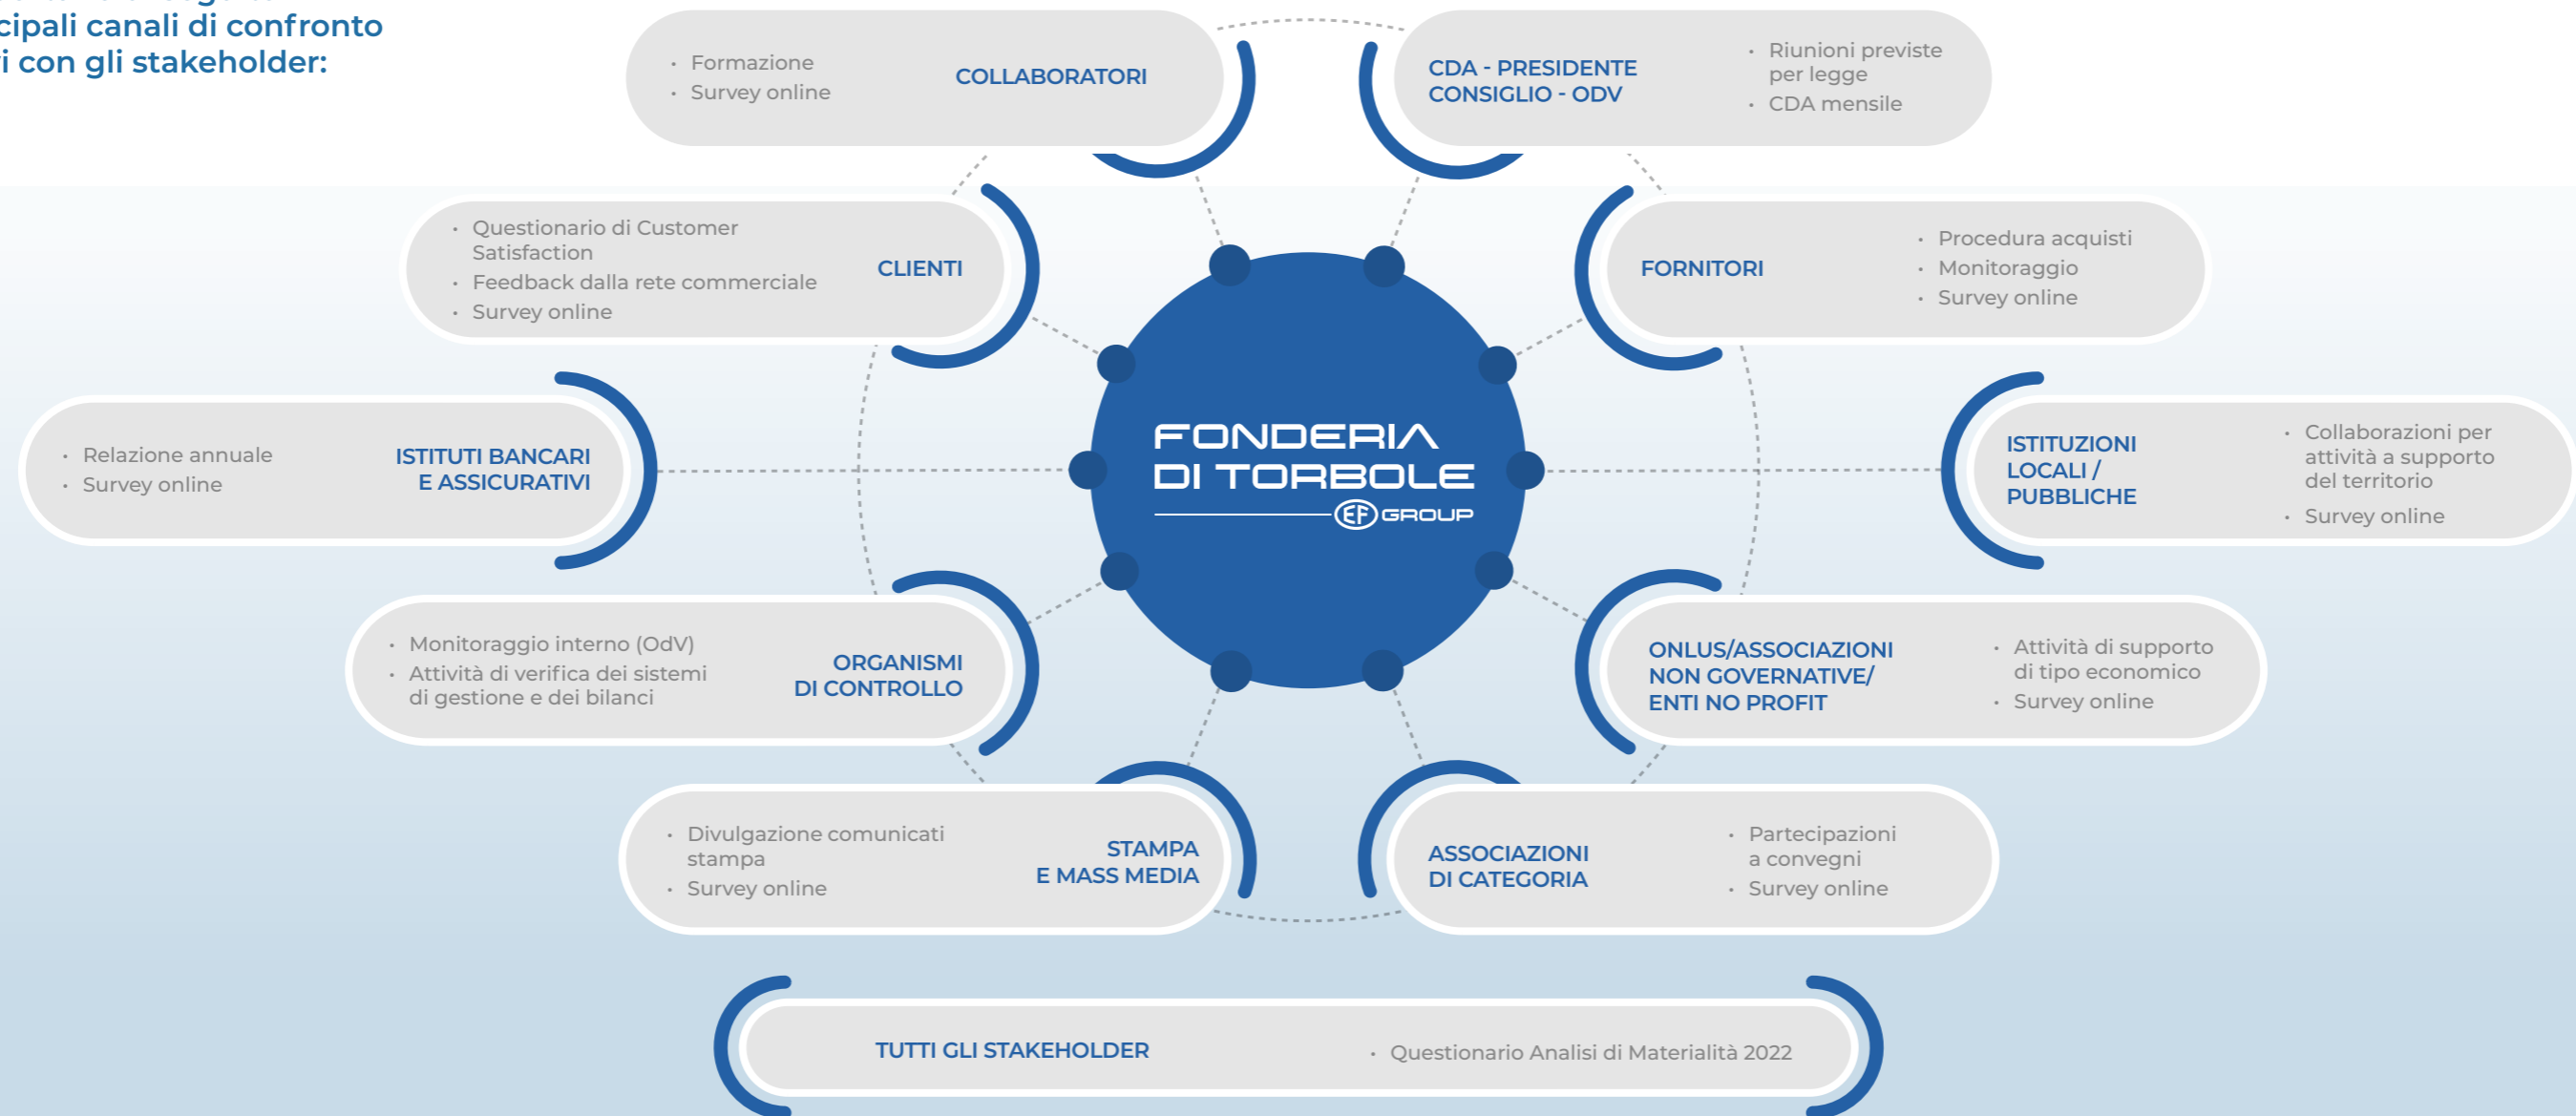 cipali canali di confronto
i con gli stakeholder:
• Formazione
• Survey online
COLLABORATORI
CDA - PRESIDENTE
CONSIGLIO - ODV
• Riunioni previste
per legge
• CDA mensile
• Questionario di Customer
Satisfaction
• Feedback dalla rete commerciale
• Survey online
CLIENTI
FORNITORI
• Procedura acquisti
• Monitoraggio
• Survey online
• Relazione annuale
• Survey online
ISTITUTI BANCARI
E ASSICURATIVI
FONDERIA
DI TORBOLE
EF GROUP
ISTITUZIONI
LOCALI /
PUBBLICHE
• Collaborazioni per
attività a supporto
del territorio
• Survey online
• Monitoraggio interno (OdV)
• Attività di verifica dei sistemi
di gestione e dei bilanci
ORGANISMI
DI CONTROLLO
ONLUS/ASSOCIAZIONI
NON GOVERNATIVE/
ENTI NO PROFIT
• Attività di supporto
di tipo economico
• Survey online
• Divulgazione comunicati
stampa
• Survey online
STAMPA
E MASS MEDIA
ASSOCIAZIONI
DI CATEGORIA
• Partecipazioni
a convegni
• Survey online
TUTTI GLI STAKEHOLDER
• Questionario Analisi di Materialità 2022